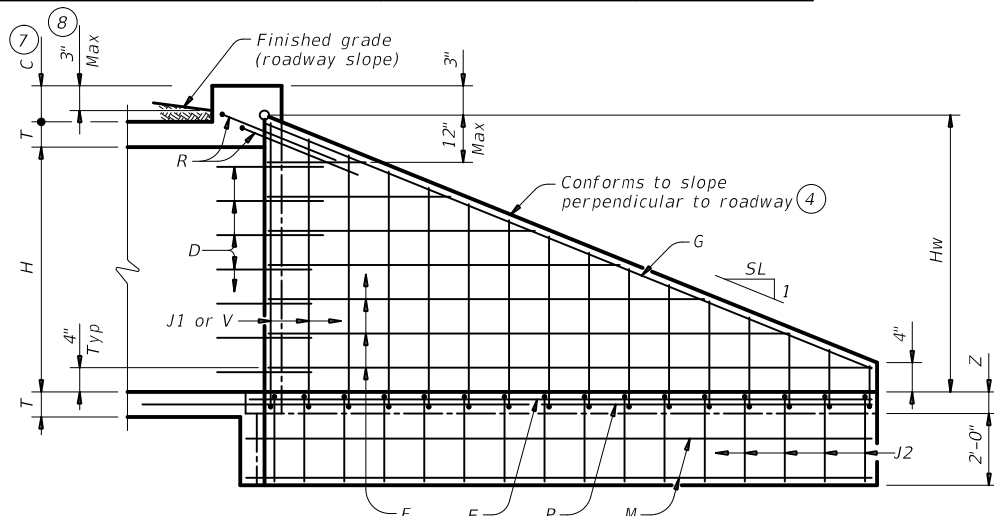 7
C
8
3"
Max
Finished grade
(roadway slope)
3"
12"
Max
T
R
Conforms to slope
perpendicular to roadway 4
G
SL
1
D
H
Hw
J1 or V
4"
Typ
4"
Z
T
J2
2'-0"
F
P
M